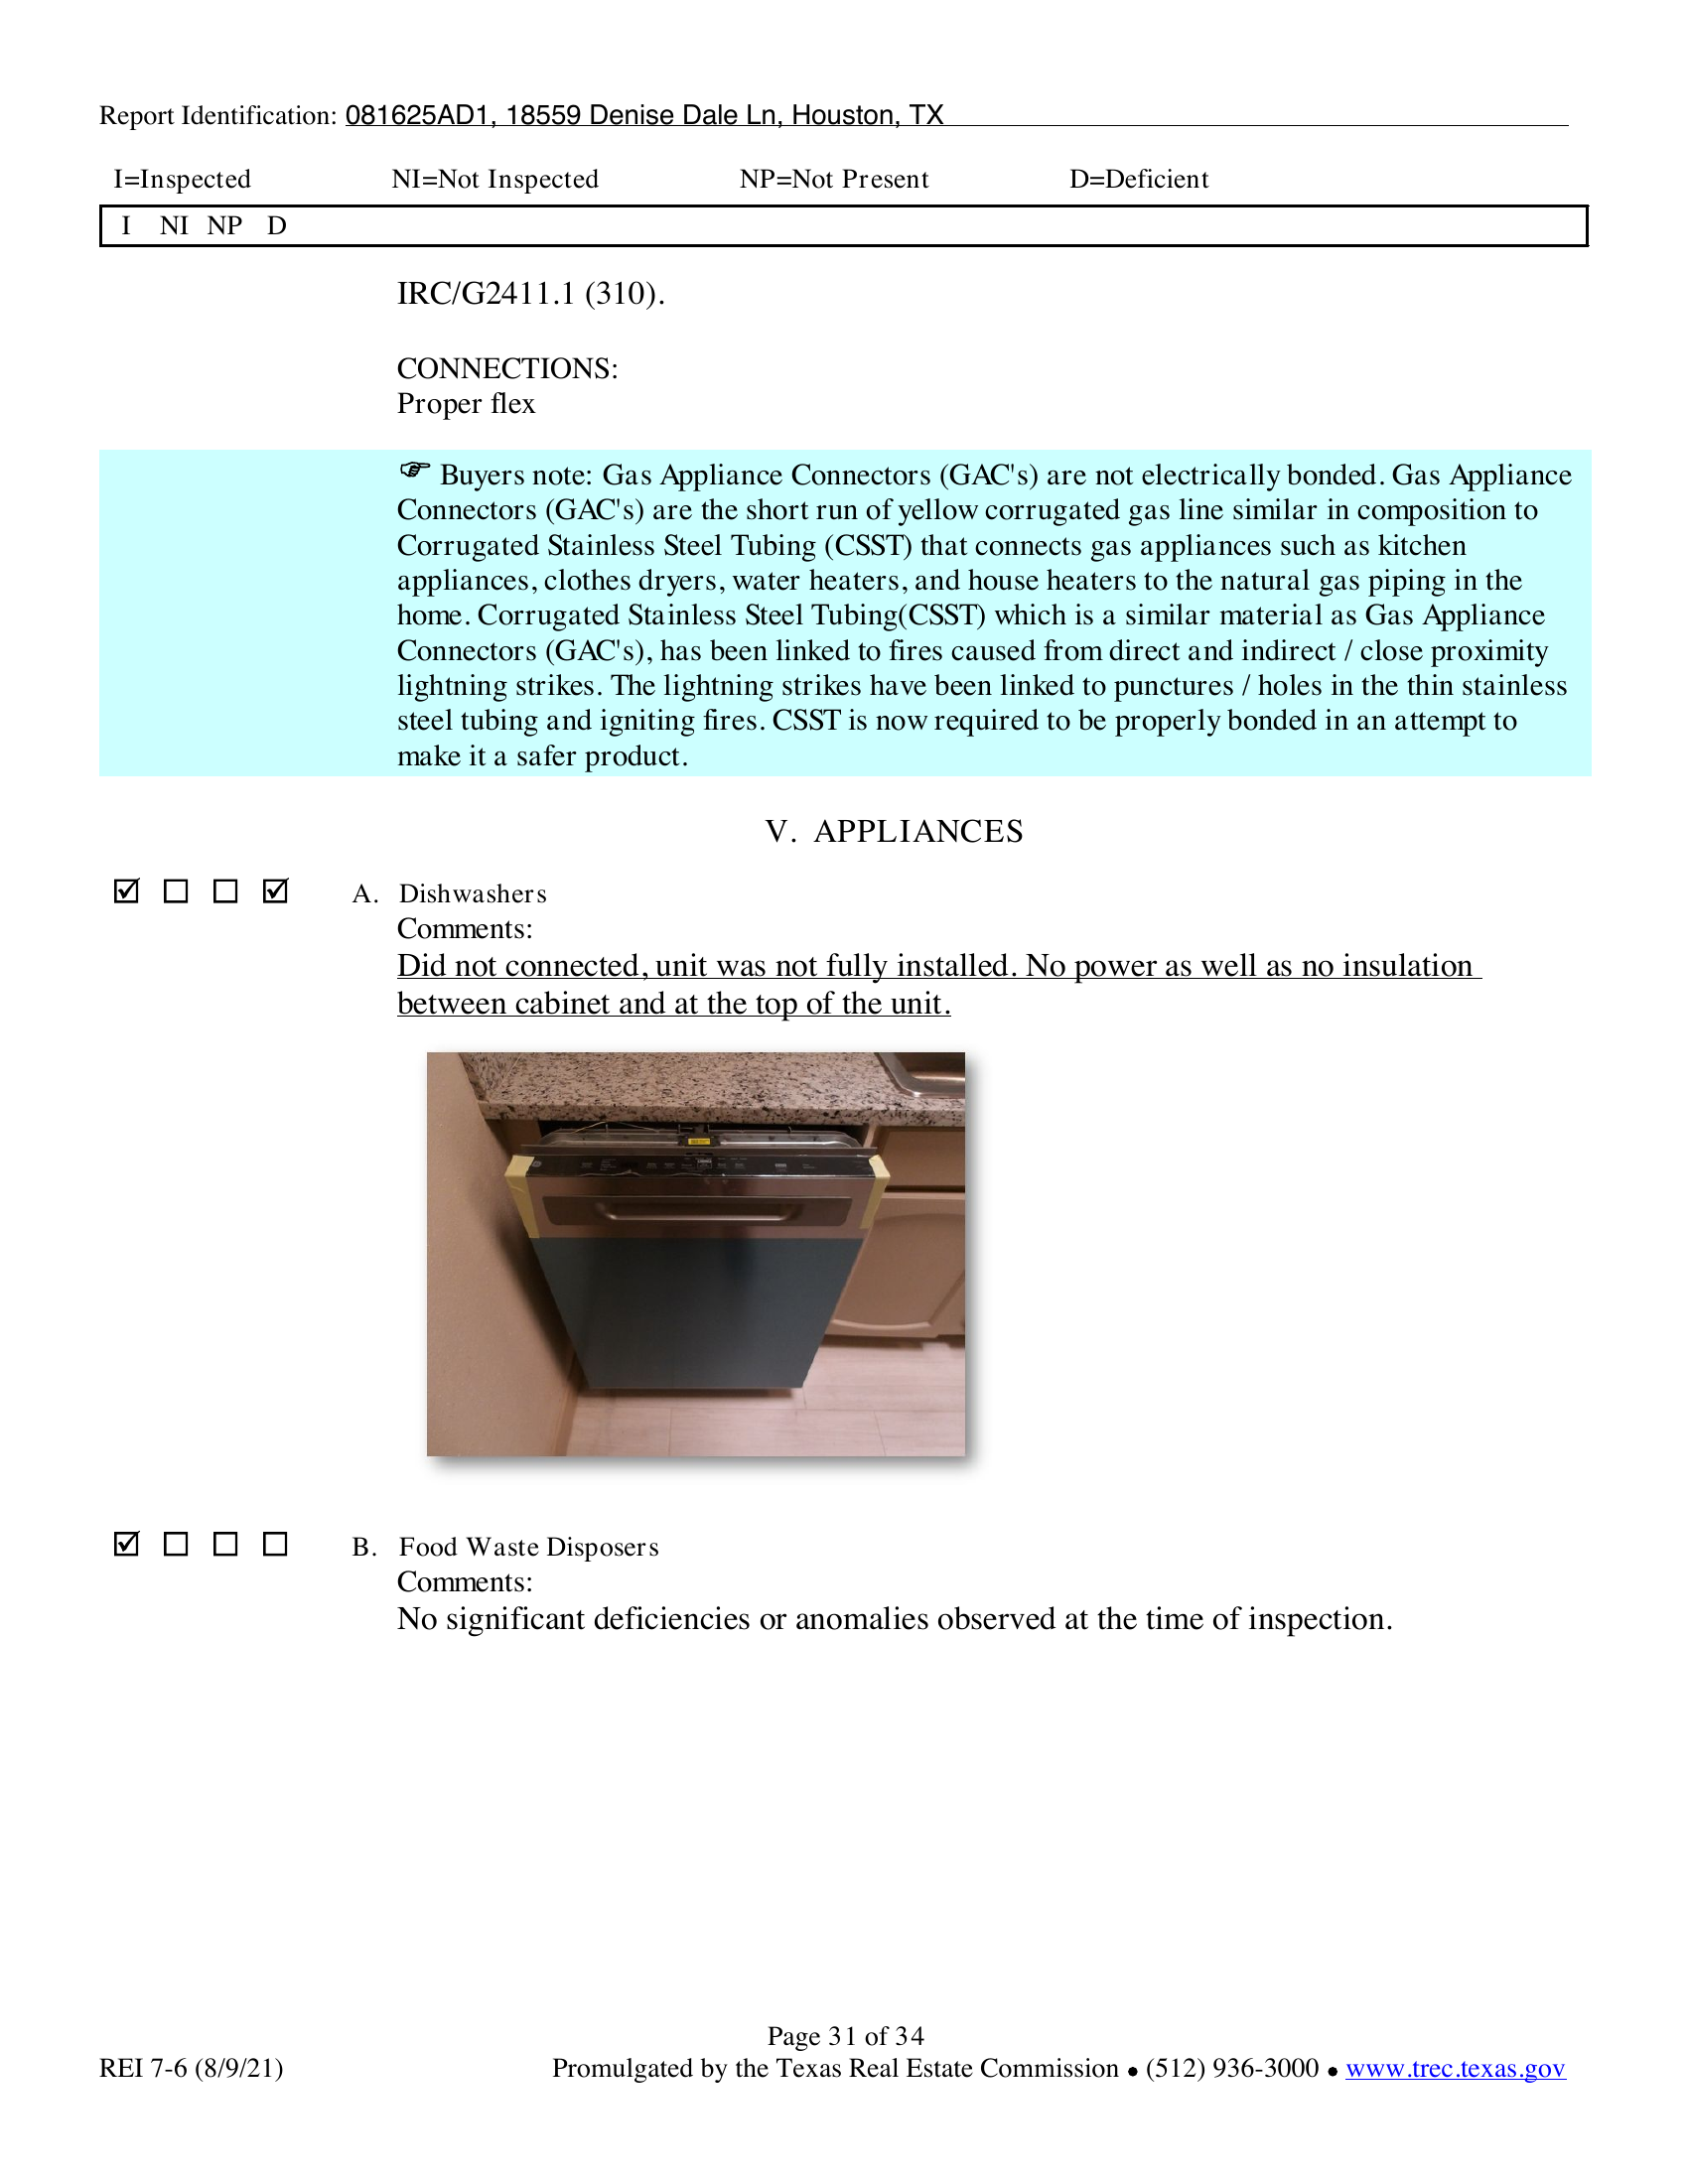 Report Identification: 081625AD1, 18559 Denise Dale Ln, Houston, TX
I=Inspected NI=Not Inspected NP=Not Present D=Deficient
I NI NP D
IRC/G2411.1 (310).
CONNECTIONS:
Proper flex
Buyers note: Gas Appliance Connectors (GAC's) are not electrically bonded. Gas Appliance
Connectors (GAC's) are the short run of yellow corrugated gas line similar in composition to
Corrugated Stainless Steel Tubing (CSST) that connects gas appliances such as kitchen
appliances, clothes dryers, water heaters, and house heaters to the natural gas piping in the
home. Corrugated Stainless Steel Tubing(CSST) which is a similar material as Gas Appliance
Connectors (GAC's), has been linked to fires caused from direct and indirect / close proximity
lightning strikes. The lightning strikes have been linked to punctures / holes in the thin stainless
steel tubing and igniting fires. CSST is now required to be properly bonded in an attempt to
make it a safer product.
V. APPLIANCES
A. Dishwashers
Comments:
Did not connected, unit was not fully installed. No power as well as no insulation
between cabinet and at the top of the unit.
B. Food Waste Disposers
Comments:
No significant deficiencies or anomalies observed at the time of inspection.
Page 31 of 34
REI 7-6 (8/9/21) Promulgated by the Texas Real Estate Commission ● (512) 936-3000 ● www.trec.texas.gov